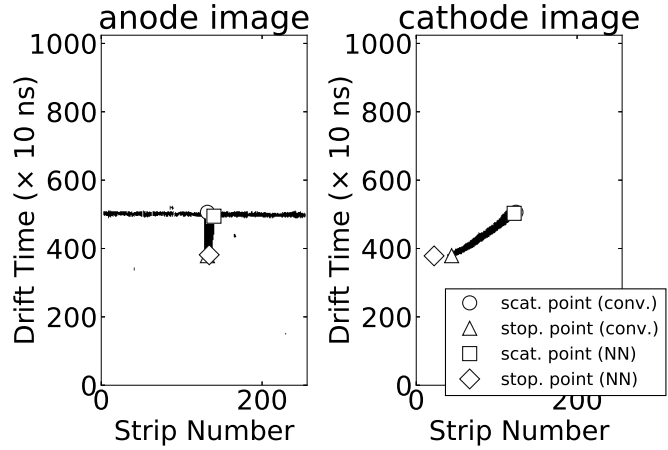 anode image
cathode image
Drift Time (× 10 ns)
1000
800
600
400
200
0
0
200
Strip Number
Drift Time (× 10 ns)
1000
800
600
400
200
0
0
200
Strip Number
scat. point (conv.)
stop. point (conv.)
scat. point (NN)
stop. point (NN)